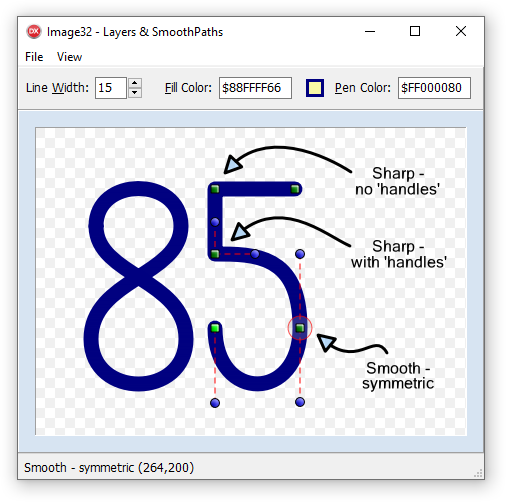 DX Image32 - Layers & SmoothPaths
File View
Line Width: 15 Fill Color: $88FFFF66 Pen Color: $FF000080
Sharp -
no 'handles'
Sharp -
with 'handles'
85
Smooth -
symmetric
Smooth - symmetric (264,200)